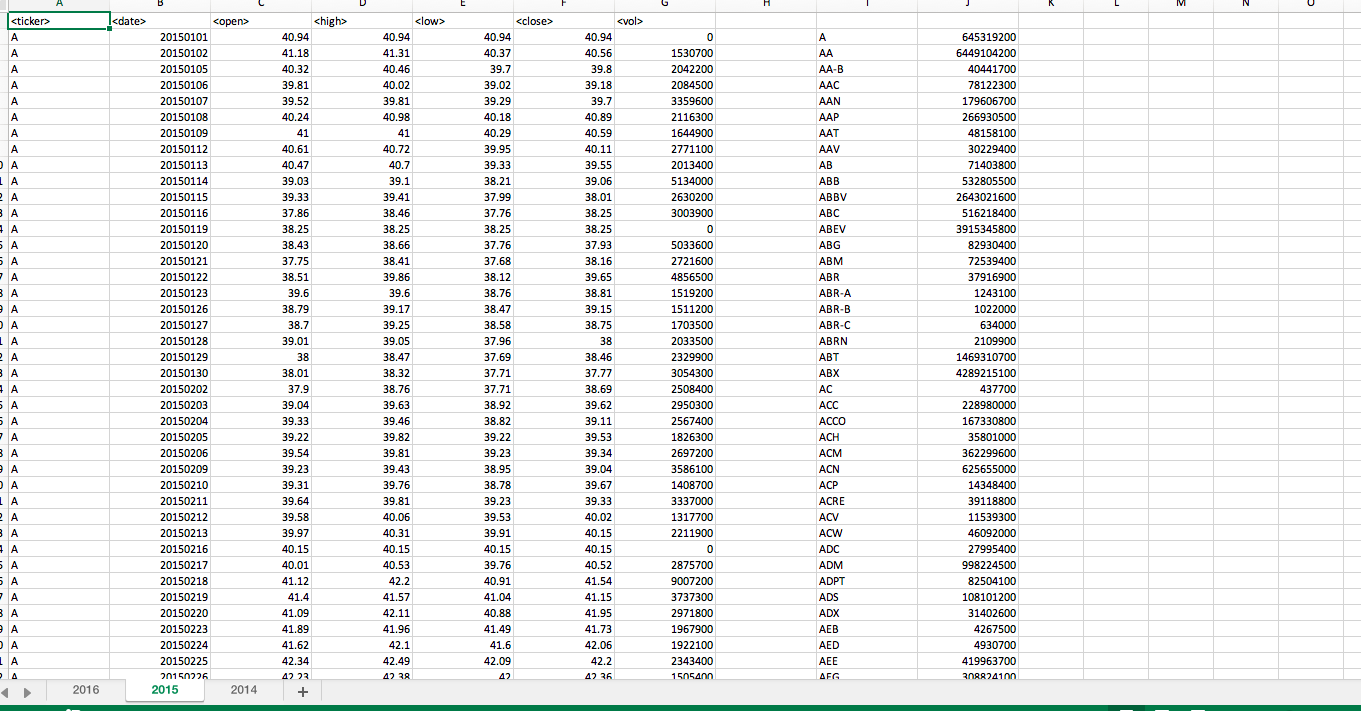 A B C D E F G H I J K L M N O
<ticker> <date> <open> <high> <low> <close> <vol>
A 20150101 40.94 40.94 40.94 40.94 0 A 645319200
A 20150102 41.18 41.31 40.37 40.56 1530700 AA 6449104200
A 20150105 40.32 40.46 39.7 39.8 2042200 AA-B 40441700
A 20150106 39.81 40.02 39.02 39.18 2084500 AAC 78122300
A 20150107 39.52 39.81 39.29 39.7 3359600 AAN 179606700
A 20150108 40.24 40.98 40.18 40.89 2116300 AAP 266930500
A 20150109 41 41 40.29 40.59 1644900 AAT 48158100
A 20150112 40.61 40.72 39.95 40.11 2771100 AAV 30229400
A 20150113 40.47 40.7 39.33 39.55 2013400 AB 71403800
A 20150114 39.03 39.1 38.21 39.06 5134000 ABB 532805500
A 20150115 39.33 39.41 37.99 38.01 2630200 ABBV 2643021600
A 20150116 37.86 38.46 37.76 38.25 3003900 ABC 516218400
A 20150119 38.25 38.25 38.25 38.25 0 ABEV 3915345800
A 20150120 38.43 38.66 37.76 37.93 5033600 ABG 82930400
A 20150121 37.75 38.41 37.68 38.16 2721600 ABM 72539400
A 20150122 38.51 39.86 38.12 39.65 4856500 ABR 37916900
A 20150123 39.6 39.6 38.76 38.81 1519200 ABR-A 1243100
A 20150126 38.79 39.17 38.47 39.15 1511200 ABR-B 1022000
A 20150127 38.7 39.25 38.58 38.75 1703500 ABR-C 634000
A 20150128 39.01 39.05 37.96 38 2033500 ABRN 2109900
A 20150129 38 38.47 37.69 38.46 2329900 ABT 1469310700
A 20150130 38.01 38.32 37.71 37.77 3054300 ABX 4289215100
A 20150202 37.9 38.76 37.71 38.69 2508400 AC 437700
A 20150203 39.04 39.63 38.92 39.62 2950300 ACC 228980000
A 20150204 39.33 39.46 38.82 39.11 2567400 ACCO 167330800
A 20150205 39.22 39.82 39.22 39.53 1826300 ACH 35801000
A 20150206 39.54 39.81 39.23 39.34 2697200 ACM 362299600
A 20150209 39.23 39.43 38.95 39.04 3586100 ACN 625655000
A 20150210 39.31 39.76 38.78 39.67 1408700 ACP 14348400
A 20150211 39.64 39.81 39.23 39.33 3337000 ACRE 39118800
A 20150212 39.58 40.06 39.53 40.02 1317700 ACV 11539300
A 20150213 39.97 40.31 39.91 40.15 2211900 ACW 46092000
A 20150216 40.15 40.15 40.15 40.15 0 ADC 27995400
A 20150217 40.01 40.53 39.76 40.52 2875700 ADM 998224500
A 20150218 41.12 42.2 40.91 41.54 9007200 ADPT 82504100
A 20150219 41.4 41.57 41.04 41.15 3737300 ADS 108101200
A 20150220 41.09 42.11 40.88 41.95 2971800 ADX 31402600
A 20150223 41.89 41.96 41.49 41.73 1967900 AEB 4267500
A 20150224 41.62 42.1 41.6 42.06 1922100 AED 4930700
A 20150225 42.34 42.49 42.09 42.2 2343400 AEE 419963700
A 20150226 42.23 42.38 42 42.36 1505400 AEG 308824100
2016 2015 2014 +